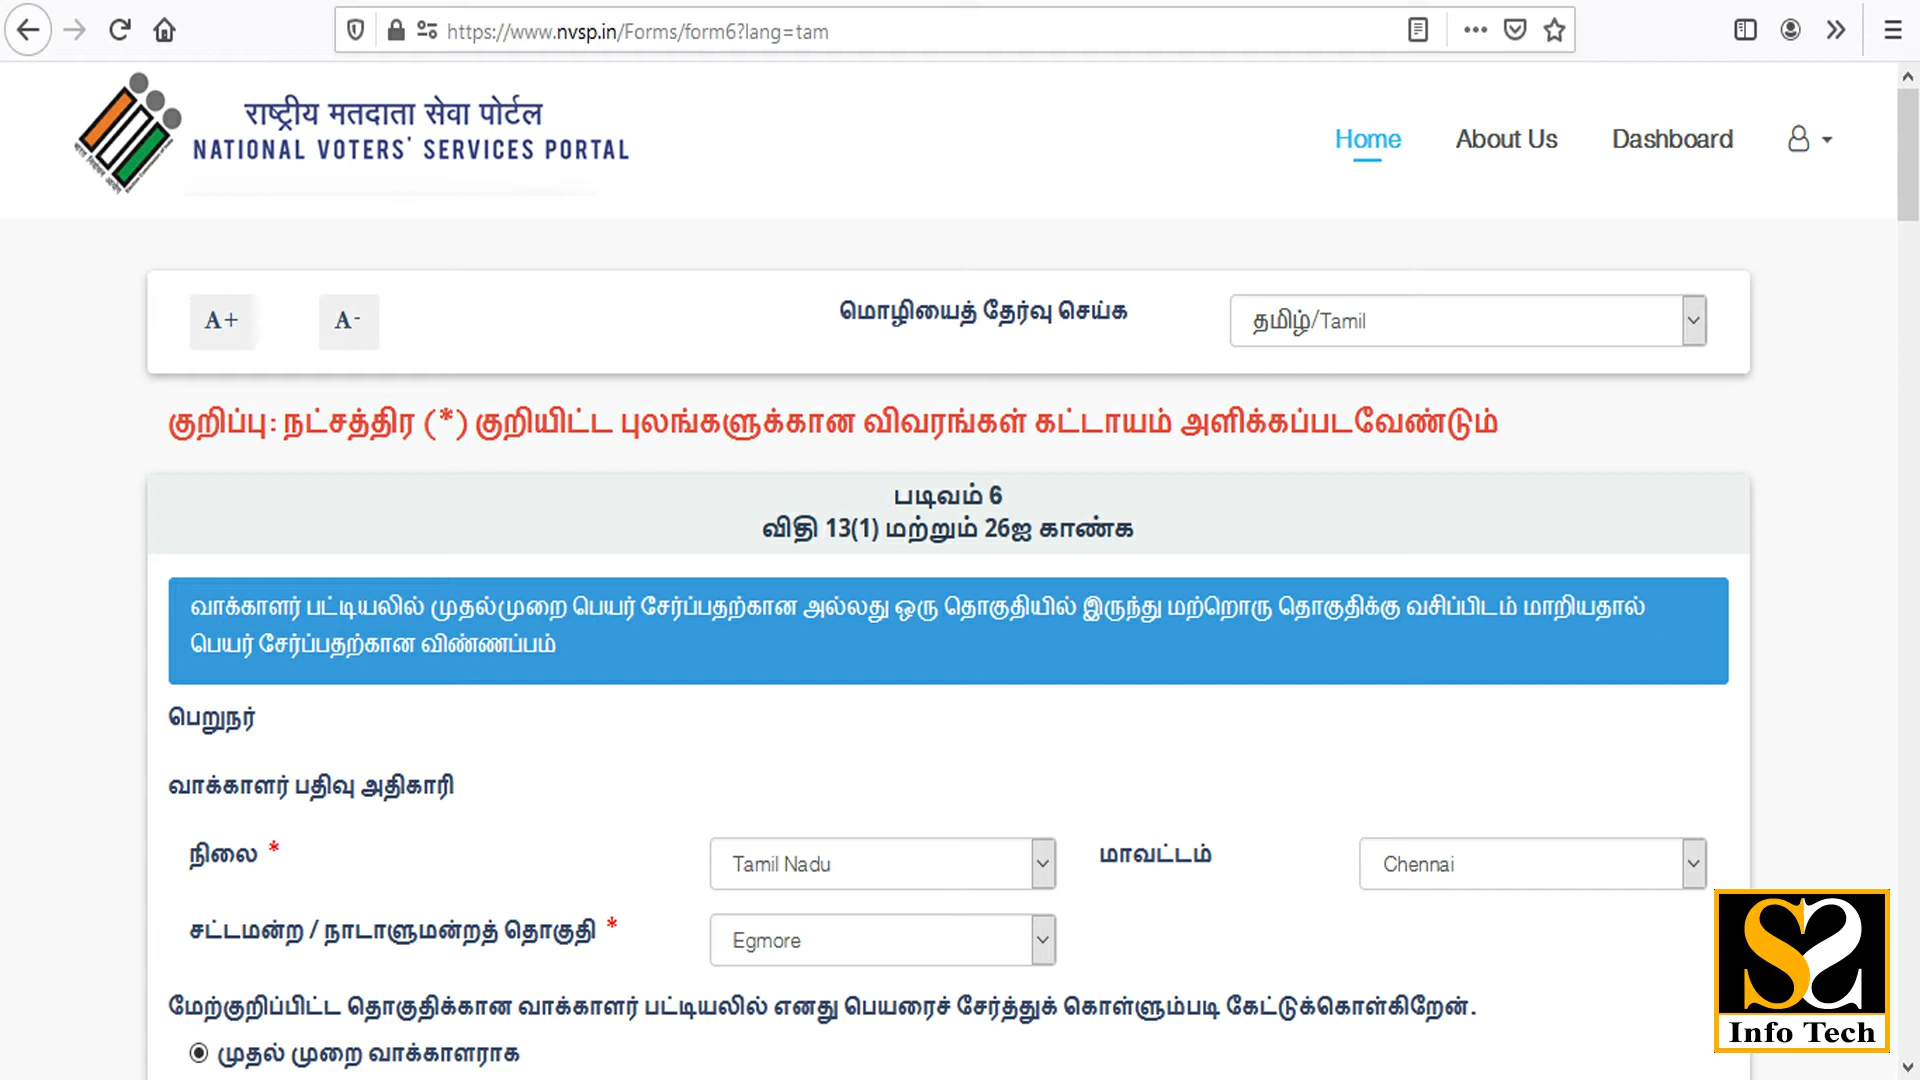 https://www.nvsp.in/Forms/form6?lang=tam
राष्ट्रीय मतदाता सेवा पोर्टल
NATIONAL VOTERS' SERVICES PORTAL
Home About Us Dashboard
A+ A- மொழியைத் தேர்வு செய்க தமிழ்/Tamil
குறிப்பு: நட்சத்திர (*) குறியிட்ட புலங்களுக்கான விவரங்கள் கட்டாயம் அளிக்கப்படவேண்டும்
படிவம் 6
விதி 13(1) மற்றும் 26ஐ காண்க
வாக்காளர் பட்டியலில் முதல்முறை பெயர் சேர்ப்பதற்கான அல்லது ஒரு தொகுதியில் இருந்து மற்றொரு தொகுதிக்கு வசிப்பிடம் மாறியதால்
பெயர் சேர்ப்பதற்கான விண்ணப்பம்
பெறுநர்
வாக்காளர் பதிவு அதிகாரி
நிலை * Tamil Nadu மாவட்டம் Chennai
சட்டமன்ற / நாடாளுமன்றத் தொகுதி * Egmore
மேற்குறிப்பிட்ட தொகுதிக்கான வாக்காளர் பட்டியலில் எனது பெயரைச் சேர்த்துக் கொள்ளும்படி கேட்டுக்கொள்கிறேன்.
முதல் முறை வாக்காளராக
SS
Info Tech